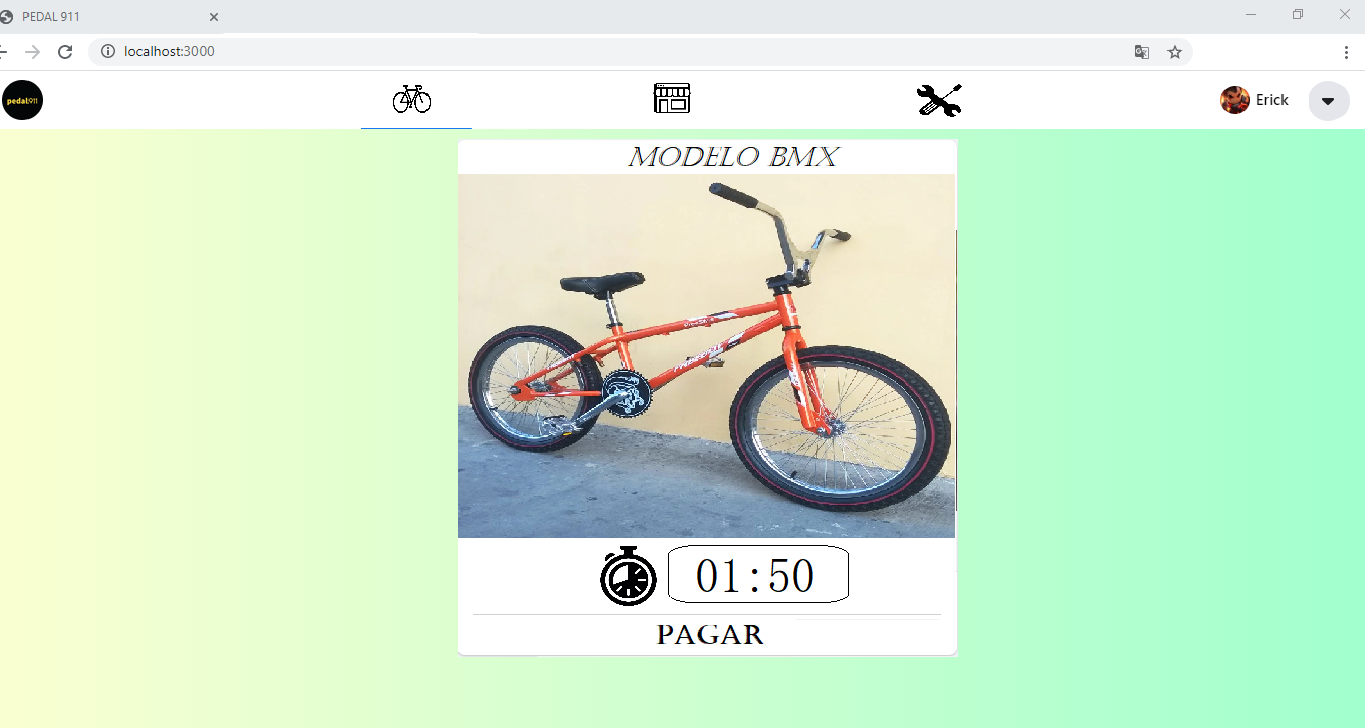 PEDAL 911
localhost:3000
pedal911
Erick
MODELO BMX
01:50
PAGAR